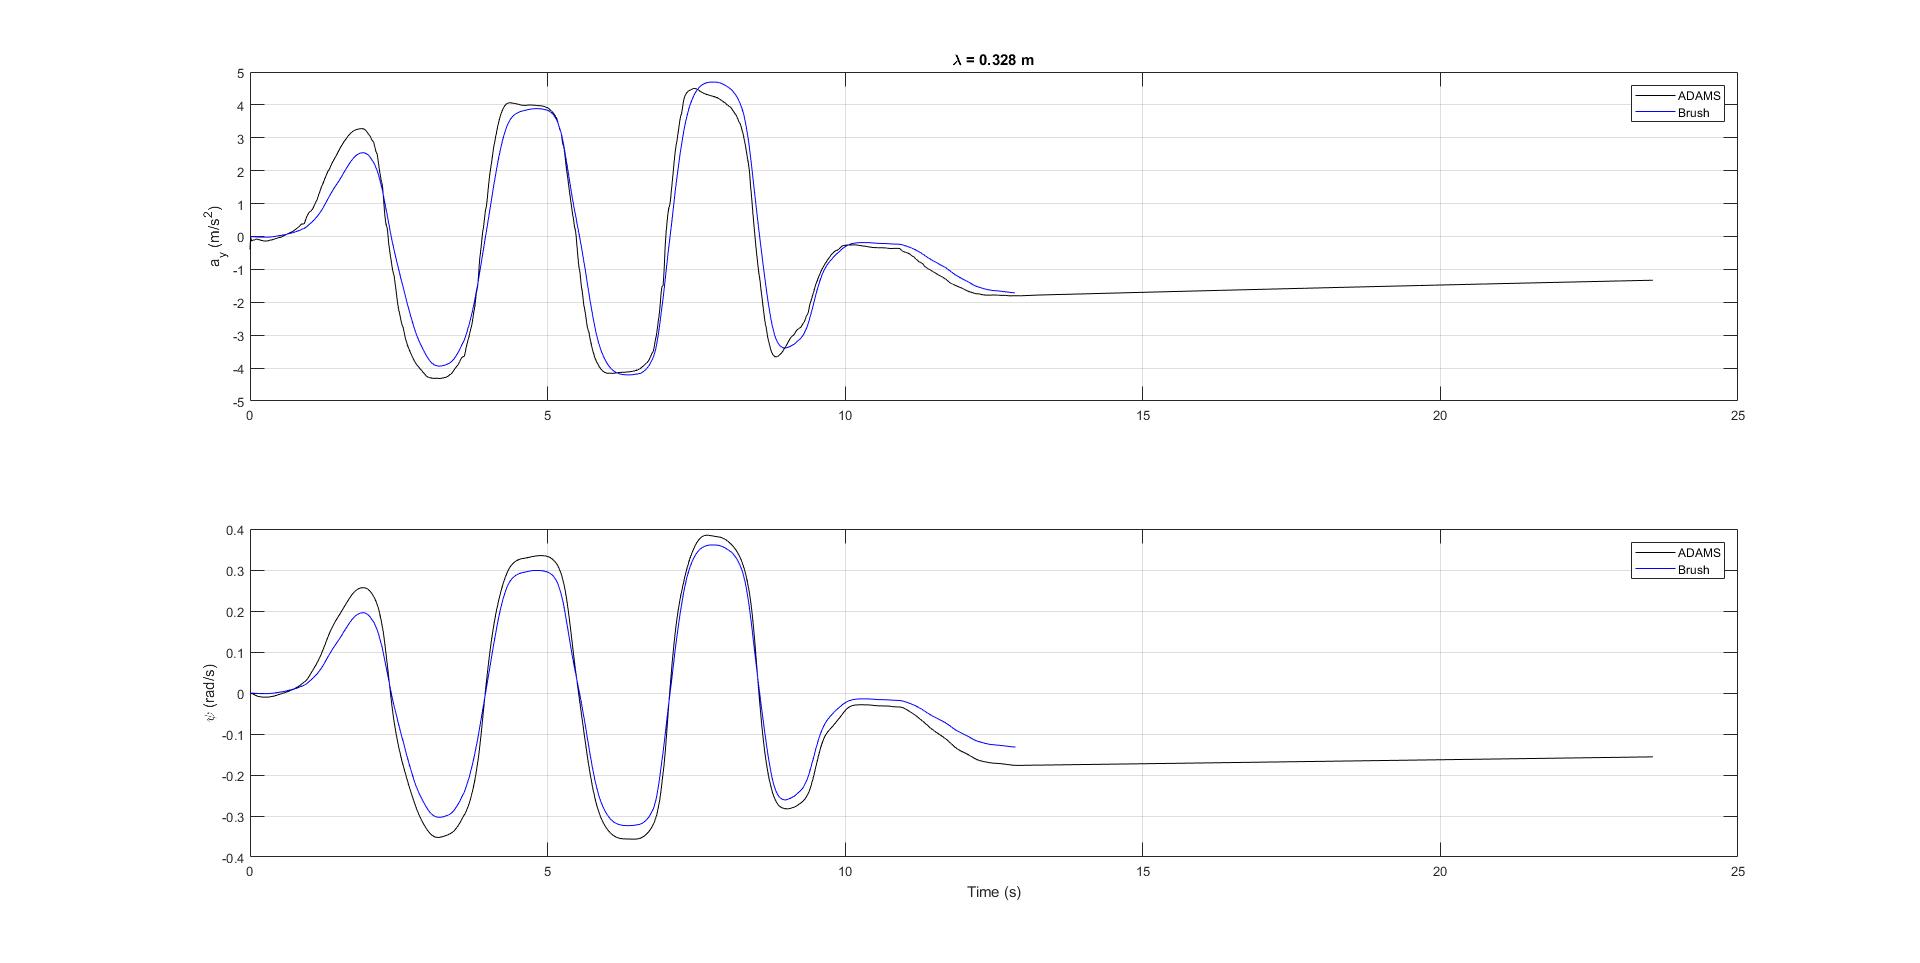 λ = 0.328 m
5
4
3
2
1
0
-1
-2
-3
-4
-5
a_y (m/s^2)
ADAMS
Brush
0 5 10 15 20 25
0.4
0.3
0.2
0.1
0
-0.1
-0.2
-0.3
-0.4
ψ̇ (rad/s)
ADAMS
Brush
0 5 10 15 20 25
Time (s)